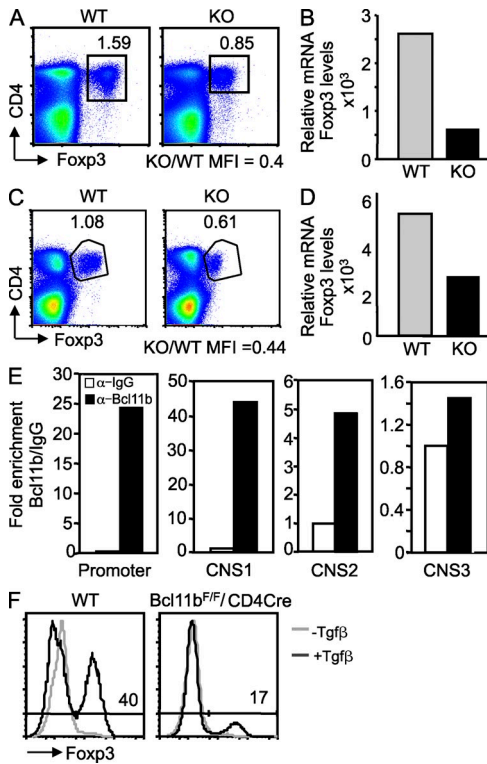 A
WT
KO
1.59
0.85
CD4
Foxp3
KO/WT MFI = 0.4
B
Relative mRNA
Foxp3 levels
x10³
3
2
1
0
WT KO
C
WT
KO
1.08
0.61
CD4
Foxp3
KO/WT MFI =0.44
D
Relative mRNA
Foxp3 levels
x10³
6
4
2
0
WT KO
E
Fold enrichment
Bcl11b/IgG
α-IgG
α-Bcl11b
30
25
20
15
10
5
0
Promoter
50
40
30
20
10
0
CNS1
6
5
4
3
2
1
0
CNS2
1.6
1.2
0.8
0.4
0
CNS3
F
WT
Bcl11bF/F/ CD4Cre
40
17
-Tgfβ
+Tgfβ
Foxp3